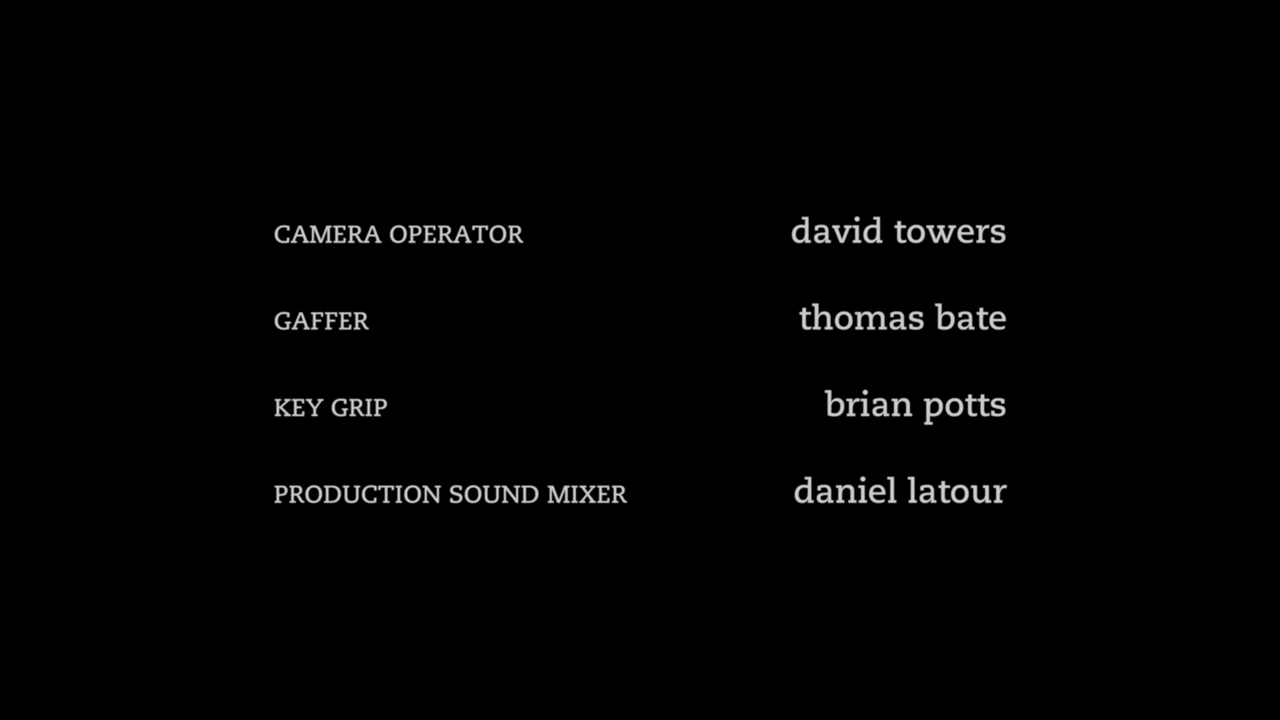 CAMERA OPERATOR david towers
GAFFER thomas bate
KEY GRIP brian potts
PRODUCTION SOUND MIXER daniel latour